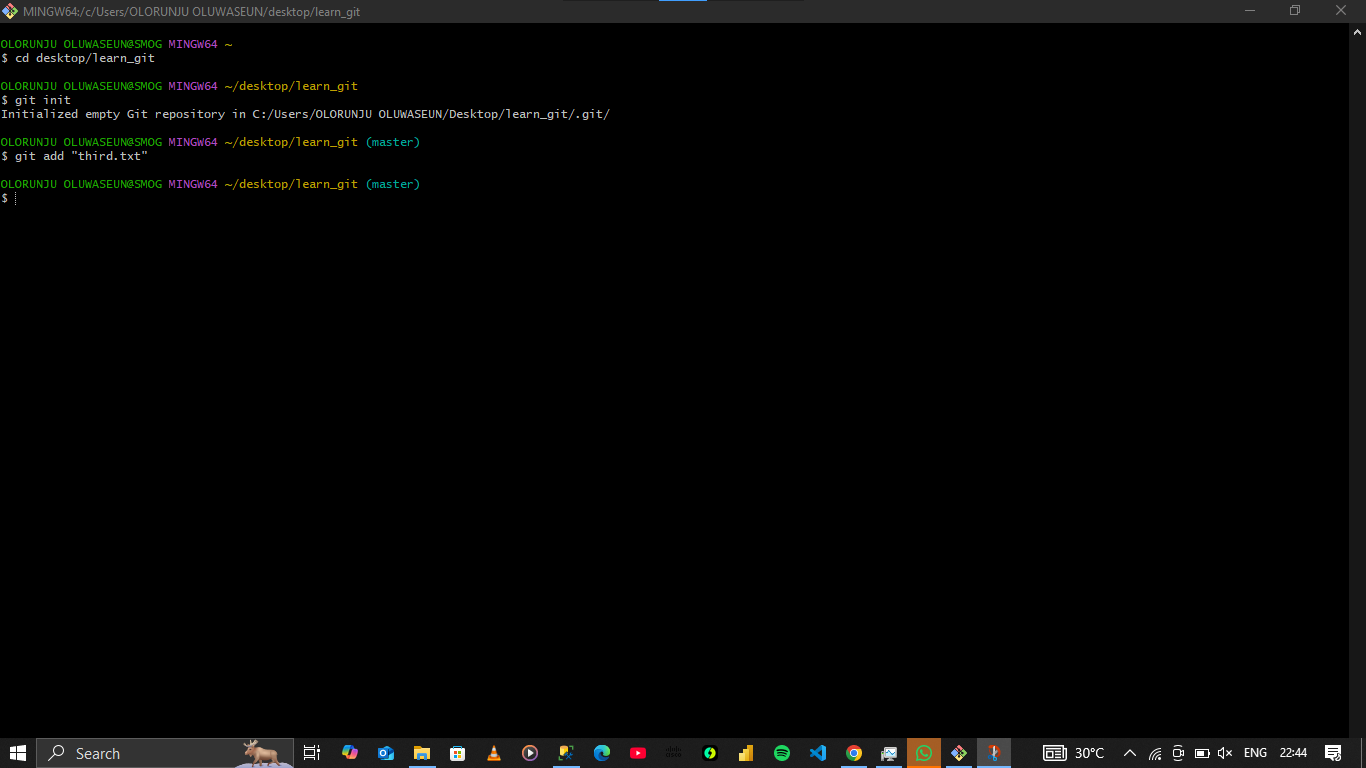 MINGW64:/c/Users/OLORUNJU OLUWASEUN/desktop/learn_git
OLORUNJU OLUWASEUN@SMOG MINGW64 ~
$ cd desktop/learn_git
OLORUNJU OLUWASEUN@SMOG MINGW64 ~/desktop/learn_git
$ git init
Initialized empty Git repository in C:/Users/OLORUNJU OLUWASEUN/Desktop/learn_git/.git/
OLORUNJU OLUWASEUN@SMOG MINGW64 ~/desktop/learn_git (master)
$ git add "third.txt"
OLORUNJU OLUWASEUN@SMOG MINGW64 ~/desktop/learn_git (master)
$
Search
30°C
ENG
22:44